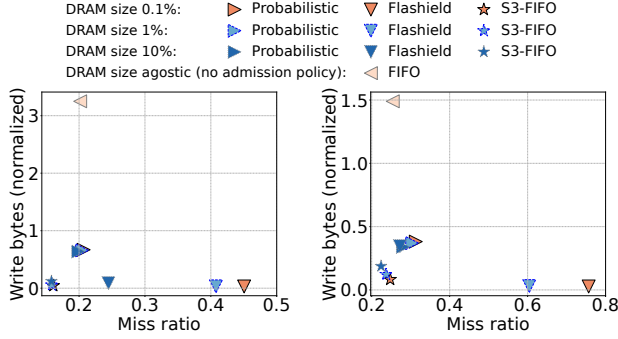 DRAM size 0.1%: Probabilistic Flashield S3-FIFO
DRAM size 1%: Probabilistic Flashield S3-FIFO
DRAM size 10%: Probabilistic Flashield S3-FIFO
DRAM size agostic (no admission policy): FIFO
Write bytes (normalized)
3
2
1
0
0.2 0.3 0.4 0.5
Miss ratio
Write bytes (normalized)
1.5
1.0
0.5
0.0
0.2 0.4 0.6 0.8
Miss ratio